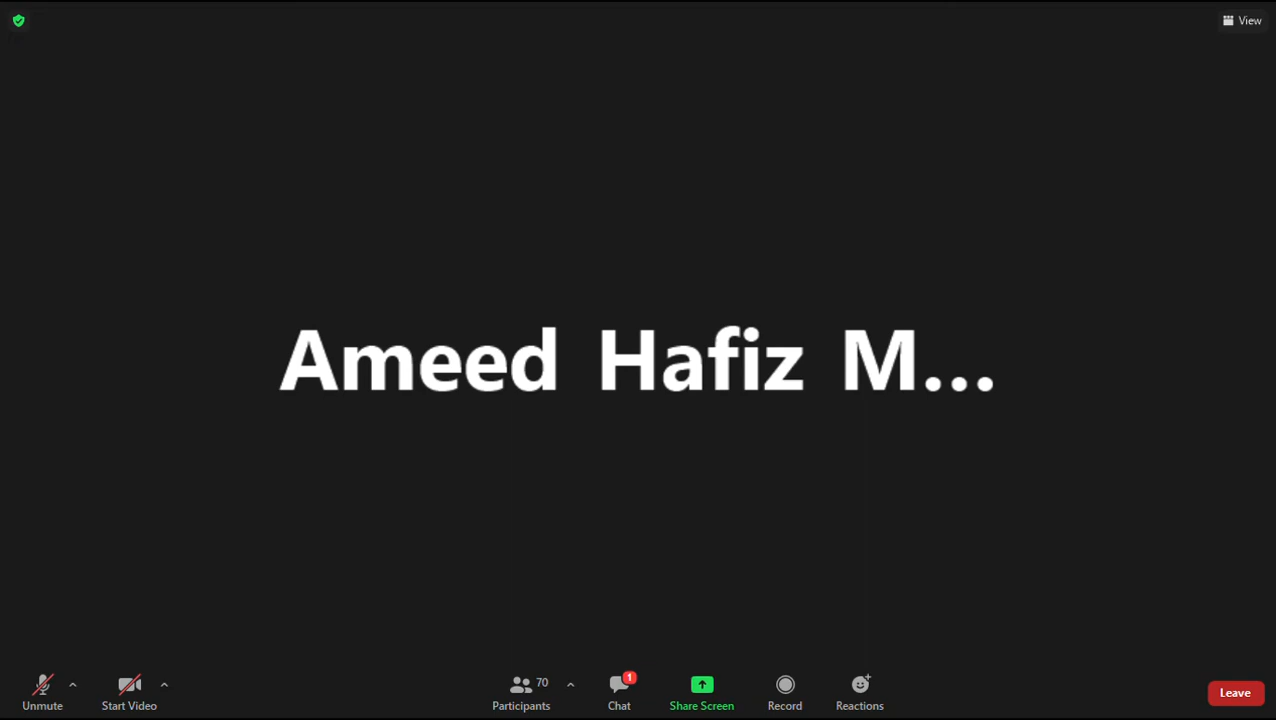 View
Ameed Hafiz M...
70
1
Unmute
Start Video
Participants
Chat
Share Screen
Record
Reactions
Leave